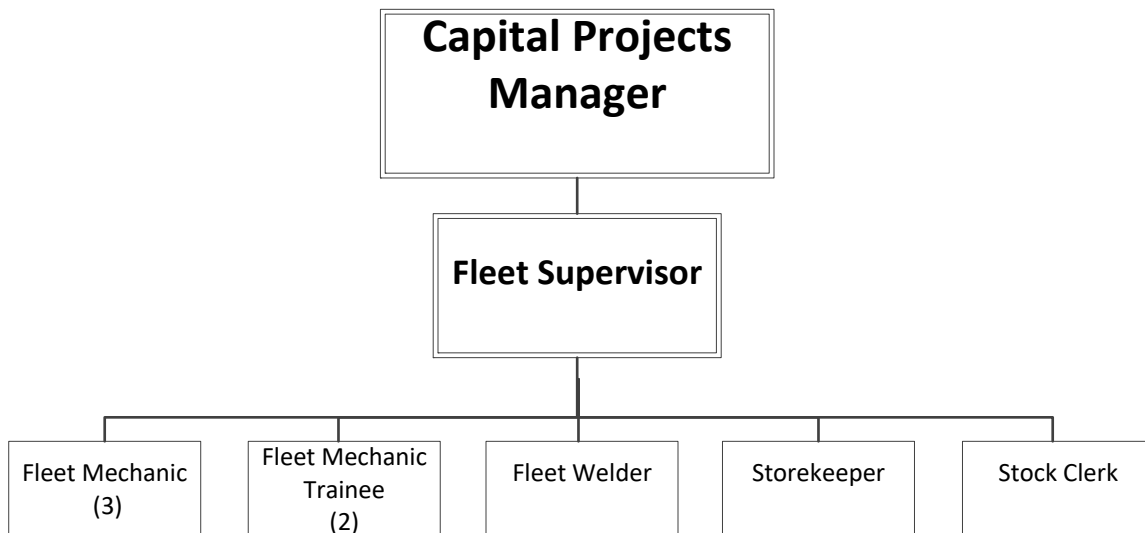 Capital Projects
Manager
Fleet Supervisor
Fleet Mechanic
(3)
Fleet Mechanic
Trainee
(2)
Fleet Welder
Storekeeper
Stock Clerk